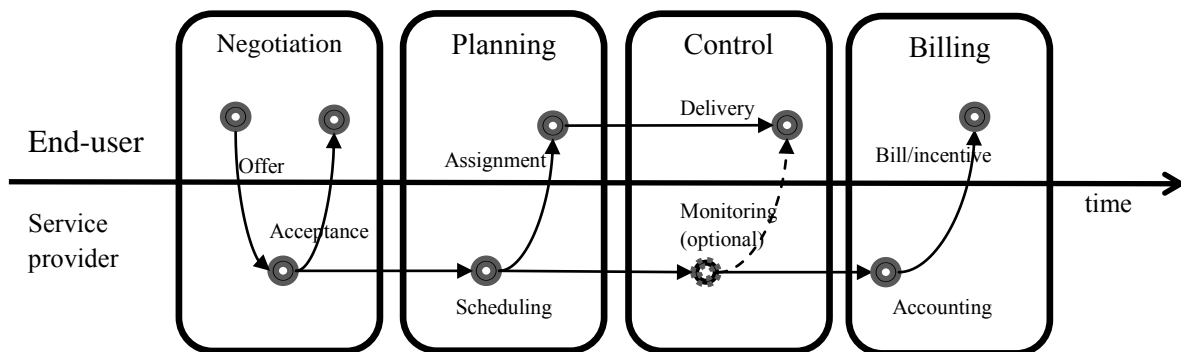 Negotiation
Planning
Control
Billing
End-user
Offer
Acceptance
Assignment
Delivery
Bill/incentive
time
Service
provider
Monitoring
(optional)
Scheduling
Accounting